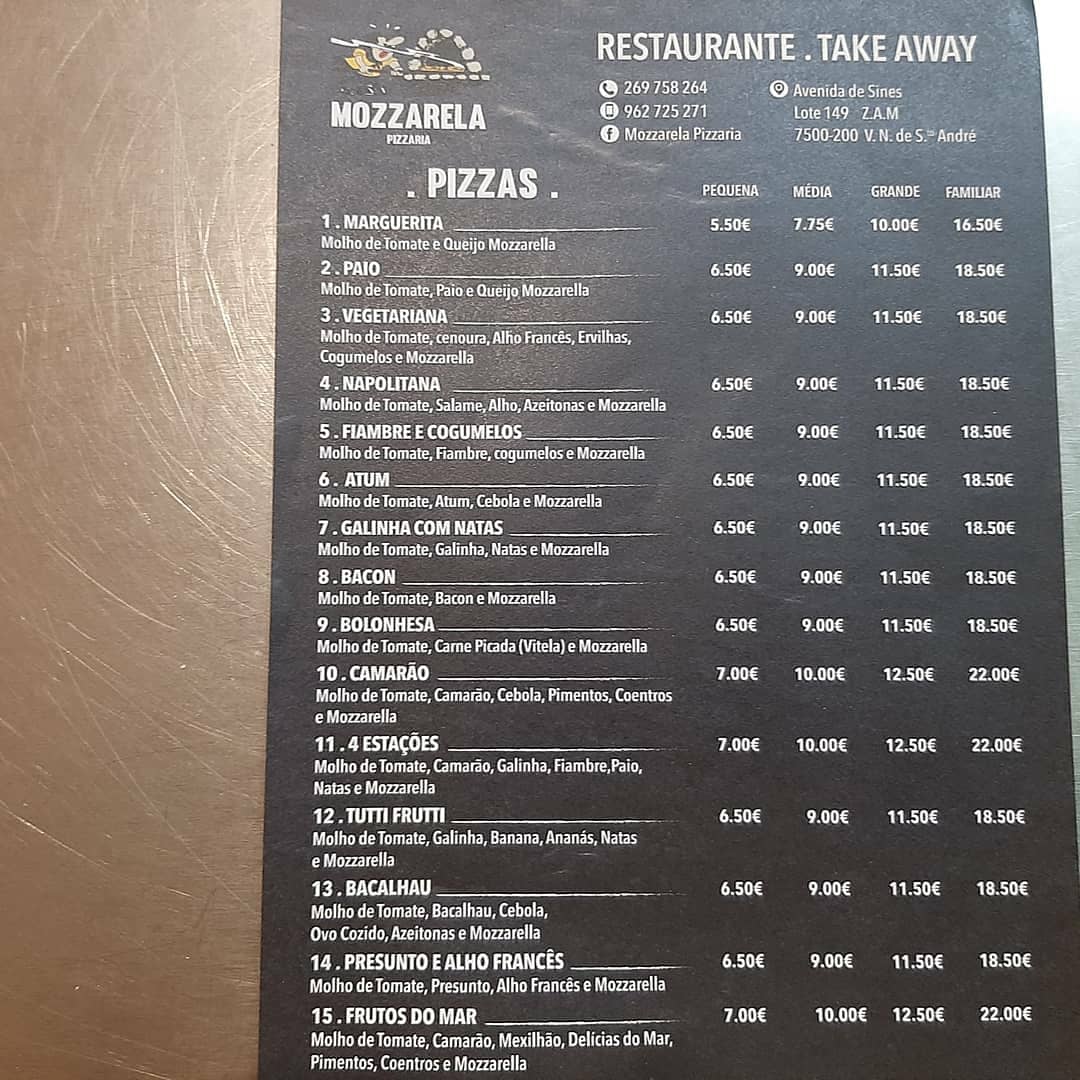 MOZZARELA
PIZZARIA
RESTAURANTE . TAKE AWAY
269 758 264
962 725 271
Mozzarela Pizzaria
Avenida de Sines
Lote 149 Z.A.M
7500-200 V. N. de S.to André
. PIZZAS . PEQUENA MÉDIA GRANDE FAMILIAR
1 . MARGUERITA 5.50€ 7.75€ 10.00€ 16.50€
Molho de Tomate e Queijo Mozzarella
2 . PAIO 6.50€ 9.00€ 11.50€ 18.50€
Molho de Tomate, Paio e Queijo Mozzarella
3 . VEGETARIANA 6.50€ 9.00€ 11.50€ 18.50€
Molho de Tomate, cenoura, Alho Francês, Ervilhas,
Cogumelos e Mozzarella
4 . NAPOLITANA 6.50€ 9.00€ 11.50€ 18.50€
Molho de Tomate, Salame, Alho, Azeitonas e Mozzarella
5 . FIAMBRE E COGUMELOS 6.50€ 9.00€ 11.50€ 18.50€
Molho de Tomate, Fiambre, cogumelos e Mozzarella
6 . ATUM 6.50€ 9.00€ 11.50€ 18.50€
Molho de Tomate, Atum, Cebola e Mozzarella
7 . GALINHA COM NATAS 6.50€ 9.00€ 11.50€ 18.50€
Molho de Tomate, Galinha, Natas e Mozzarella
8 . BACON 6.50€ 9.00€ 11.50€ 18.50€
Molho de Tomate, Bacon e Mozzarella
9 . BOLONHESA 6.50€ 9.00€ 11.50€ 18.50€
Molho de Tomate, Carne Picada (Vitela) e Mozzarella
10 . CAMARÃO 7.00€ 10.00€ 12.50€ 22.00€
Molho de Tomate, Camarão, Cebola, Pimentos, Coentros
e Mozzarella
11 . 4 ESTAÇÕES 7.00€ 10.00€ 12.50€ 22.00€
Molho de Tomate, Camarão, Galinha, Fiambre,Paio,
Natas e Mozzarella
12 . TUTTI FRUTTI 6.50€ 9.00€ 11.50€ 18.50€
Molho de Tomate, Galinha, Banana, Ananás, Natas
e Mozzarella
13 . BACALHAU 6.50€ 9.00€ 11.50€ 18.50€
Molho de Tomate, Bacalhau, Cebola,
Ovo Cozido, Azeitonas e Mozzarella
14 . PRESUNTO E ALHO FRANCÊS 6.50€ 9.00€ 11.50€ 18.50€
Molho de Tomate, Presunto, Alho Francês e Mozzarella
15 . FRUTOS DO MAR 7.00€ 10.00€ 12.50€ 22.00€
Molho de Tomate, Camarão, Mexilhão, Delícias do Mar,
Pimentos, Coentros e Mozzarella